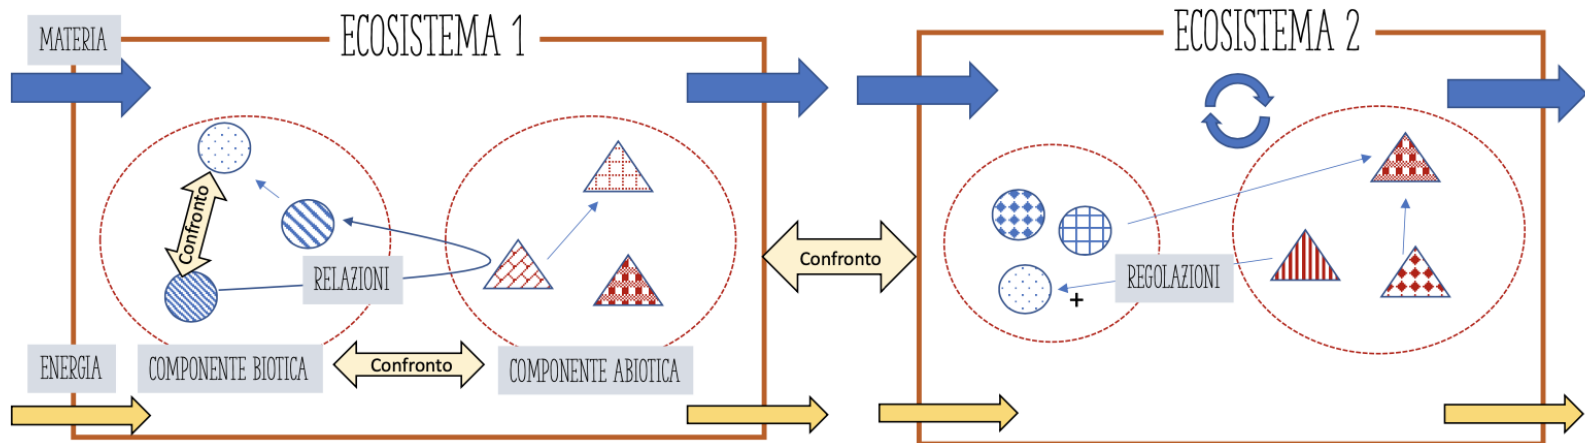 MATERIA
ECOSISTEMA 1
ECOSISTEMA 2
Confronto
RELAZIONI
Confronto
REGOLAZIONI
+
ENERGIA
COMPONENTE BIOTICA
Confronto
COMPONENTE ABIOTICA